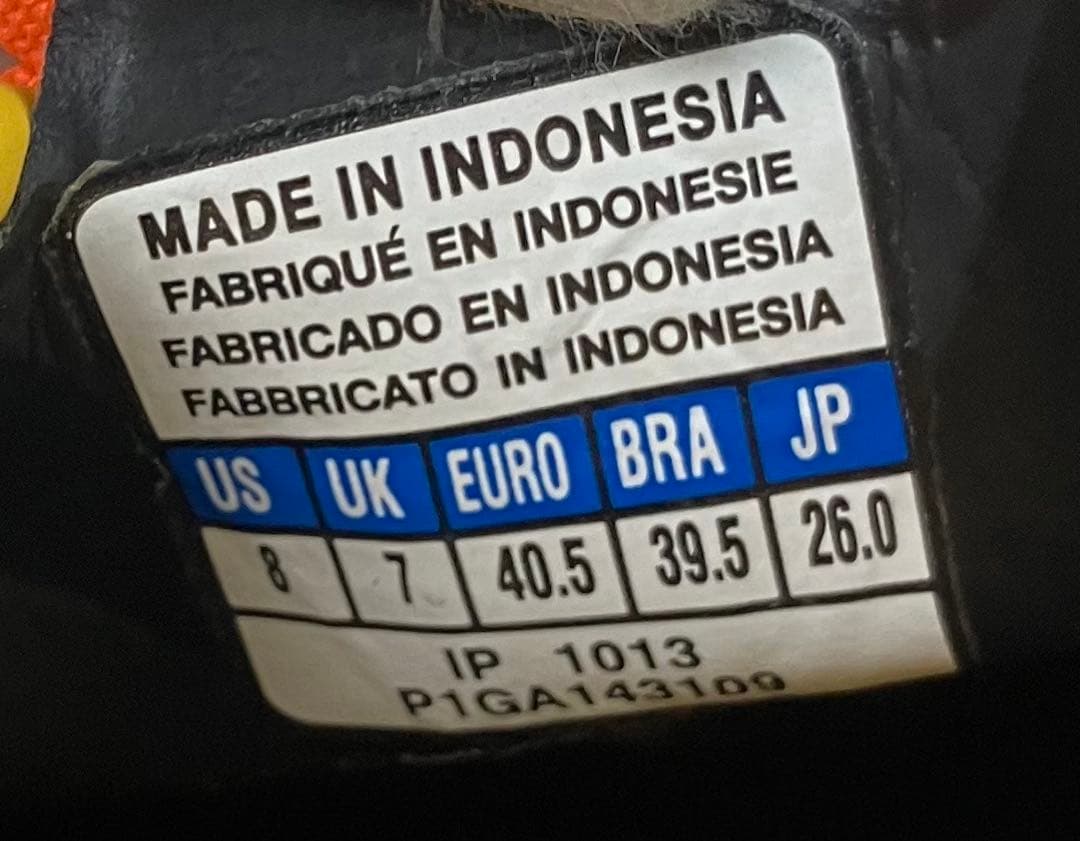 MADE IN INDONESIA
FABRIQUÉ EN INDONESIE
FABRICADO EN INDONESIA
FABBRICATO IN INDONESIA
US UK EURO BRA JP
8 7 40.5 39.5 26.0
IP 1013
P1GA143109